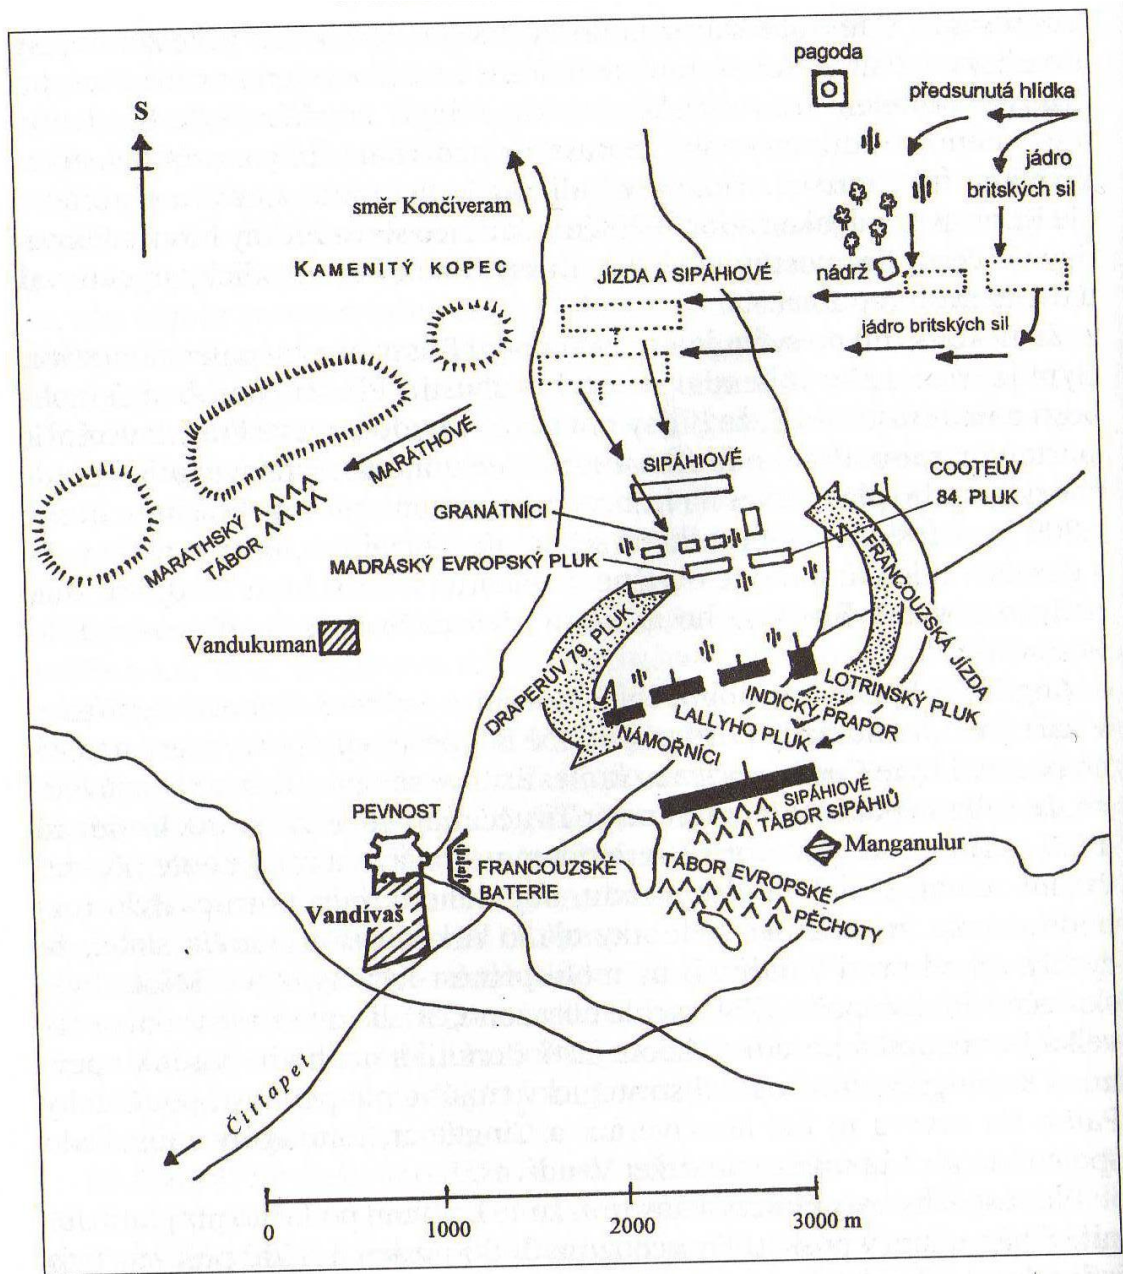 pagoda
předsunutá hlídka
S
jádro
britských sil
směr Končíveram
KAMENITÝ KOPEC
JÍZDA A SIPÁHIOVÉ
nádrž
jádro britských sil
MARÁTHOVÉ
SIPÁHIOVÉ
COOTEŮV
84. PLUK
GRANÁTNÍCI
MARÁTHSKÝ
TÁBOR
MADRÁSKÝ EVROPSKÝ PLUK
FRANCOUZSKÁ JÍZDA
Vandukuman
DRAPERŮV 79. PLUK
LOTRINSKÝ PLUK
INDICKÝ PRAPOR
LALLYHO PLUK
NÁMOŘNÍCI
SIPÁHIOVÉ
TÁBOR SIPÁHIŮ
PEVNOST
Manganulur
FRANCOUZSKÉ
BATERIE
TÁBOR EVROPSKÉ
PĚCHOTY
Vandívaš
Čittapet
0
1000
2000
3000 m